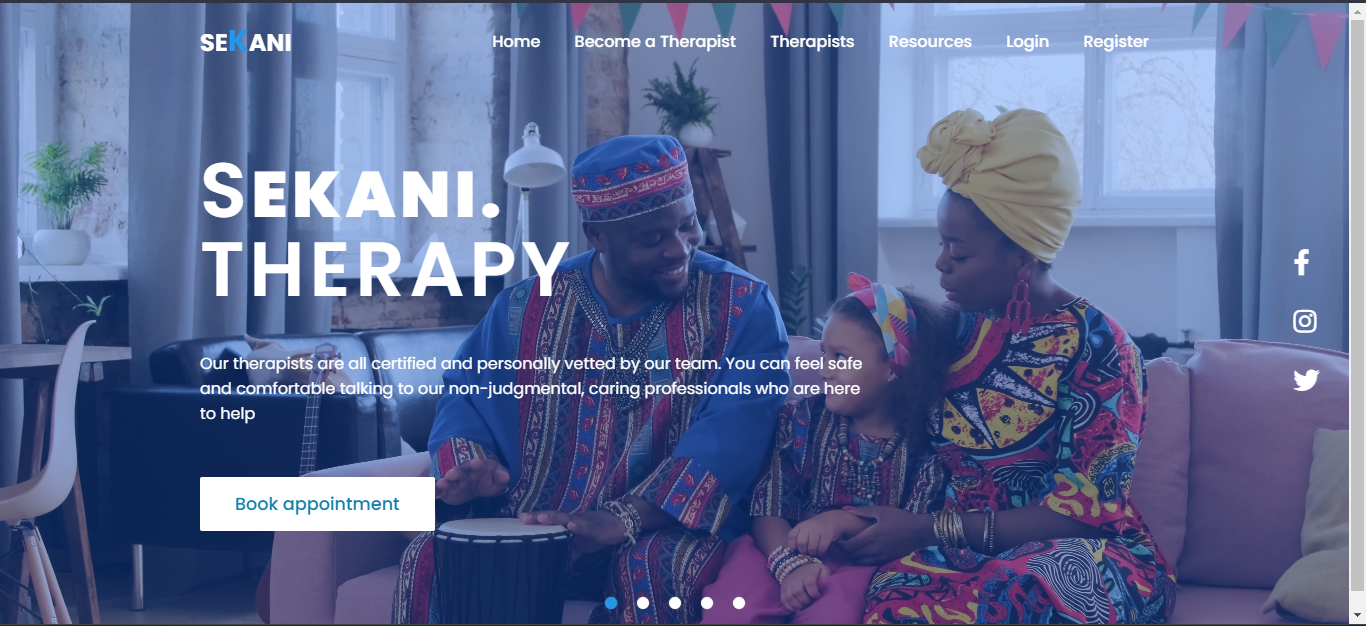 SEKANI
Home Become a Therapist Therapists Resources Login Register
SEKANI.
THERAPY
Our therapists are all certified and personally vetted by our team. You can feel safe
and comfortable talking to our non-judgmental, caring professionals who are here
to help
Book appointment